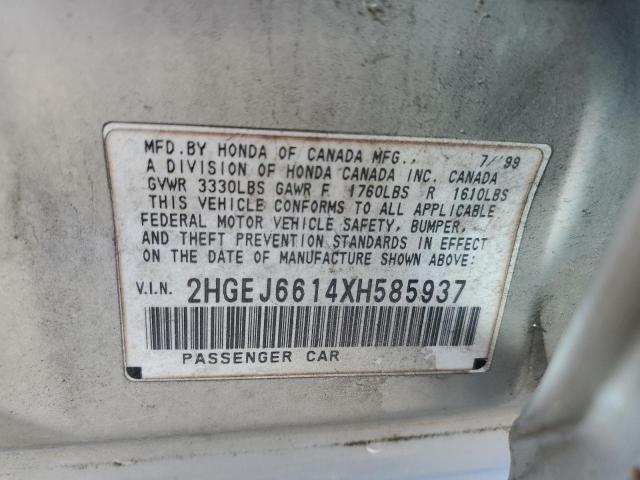 MFD.BY HONDA OF CANADA MFG., 7/'99
A DIVISION OF HONDA CANADA INC. CANADA
GVWR 3330LBS GAWR F 1760LBS R 1610LBS
THIS VEHICLE CONFORMS TO ALL APPLICABLE
FEDERAL MOTOR VEHICLE SAFETY, BUMPER,
AND THEFT PREVENTION STANDARDS IN EFFECT
ON THE DATE OF MANUFACTURE SHOWN ABOVE:
V.I.N. 2HGEJ6614XH585937
PASSENGER CAR